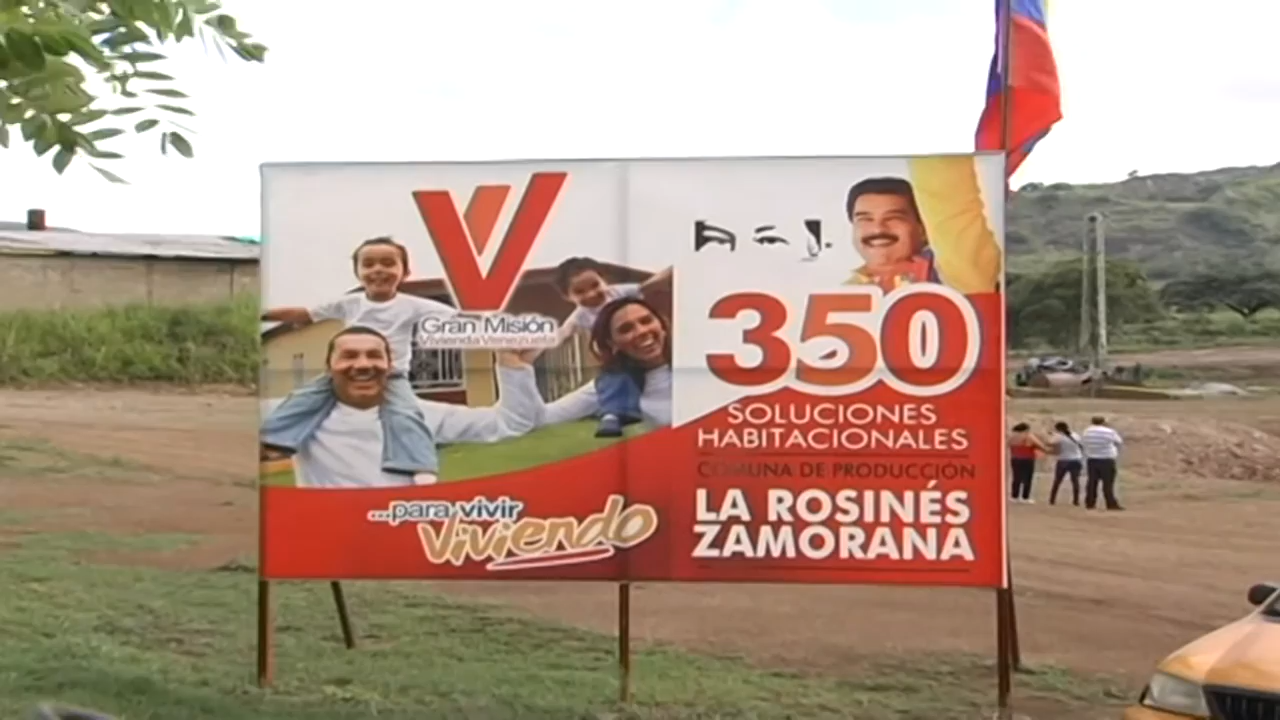 V
Gran Misión
Vivienda Venezuela
...para vivir
Viviendo
350
SOLUCIONES
HABITACIONALES
COMUNA DE PRODUCCIÓN
LA ROSINÉS
ZAMORANA